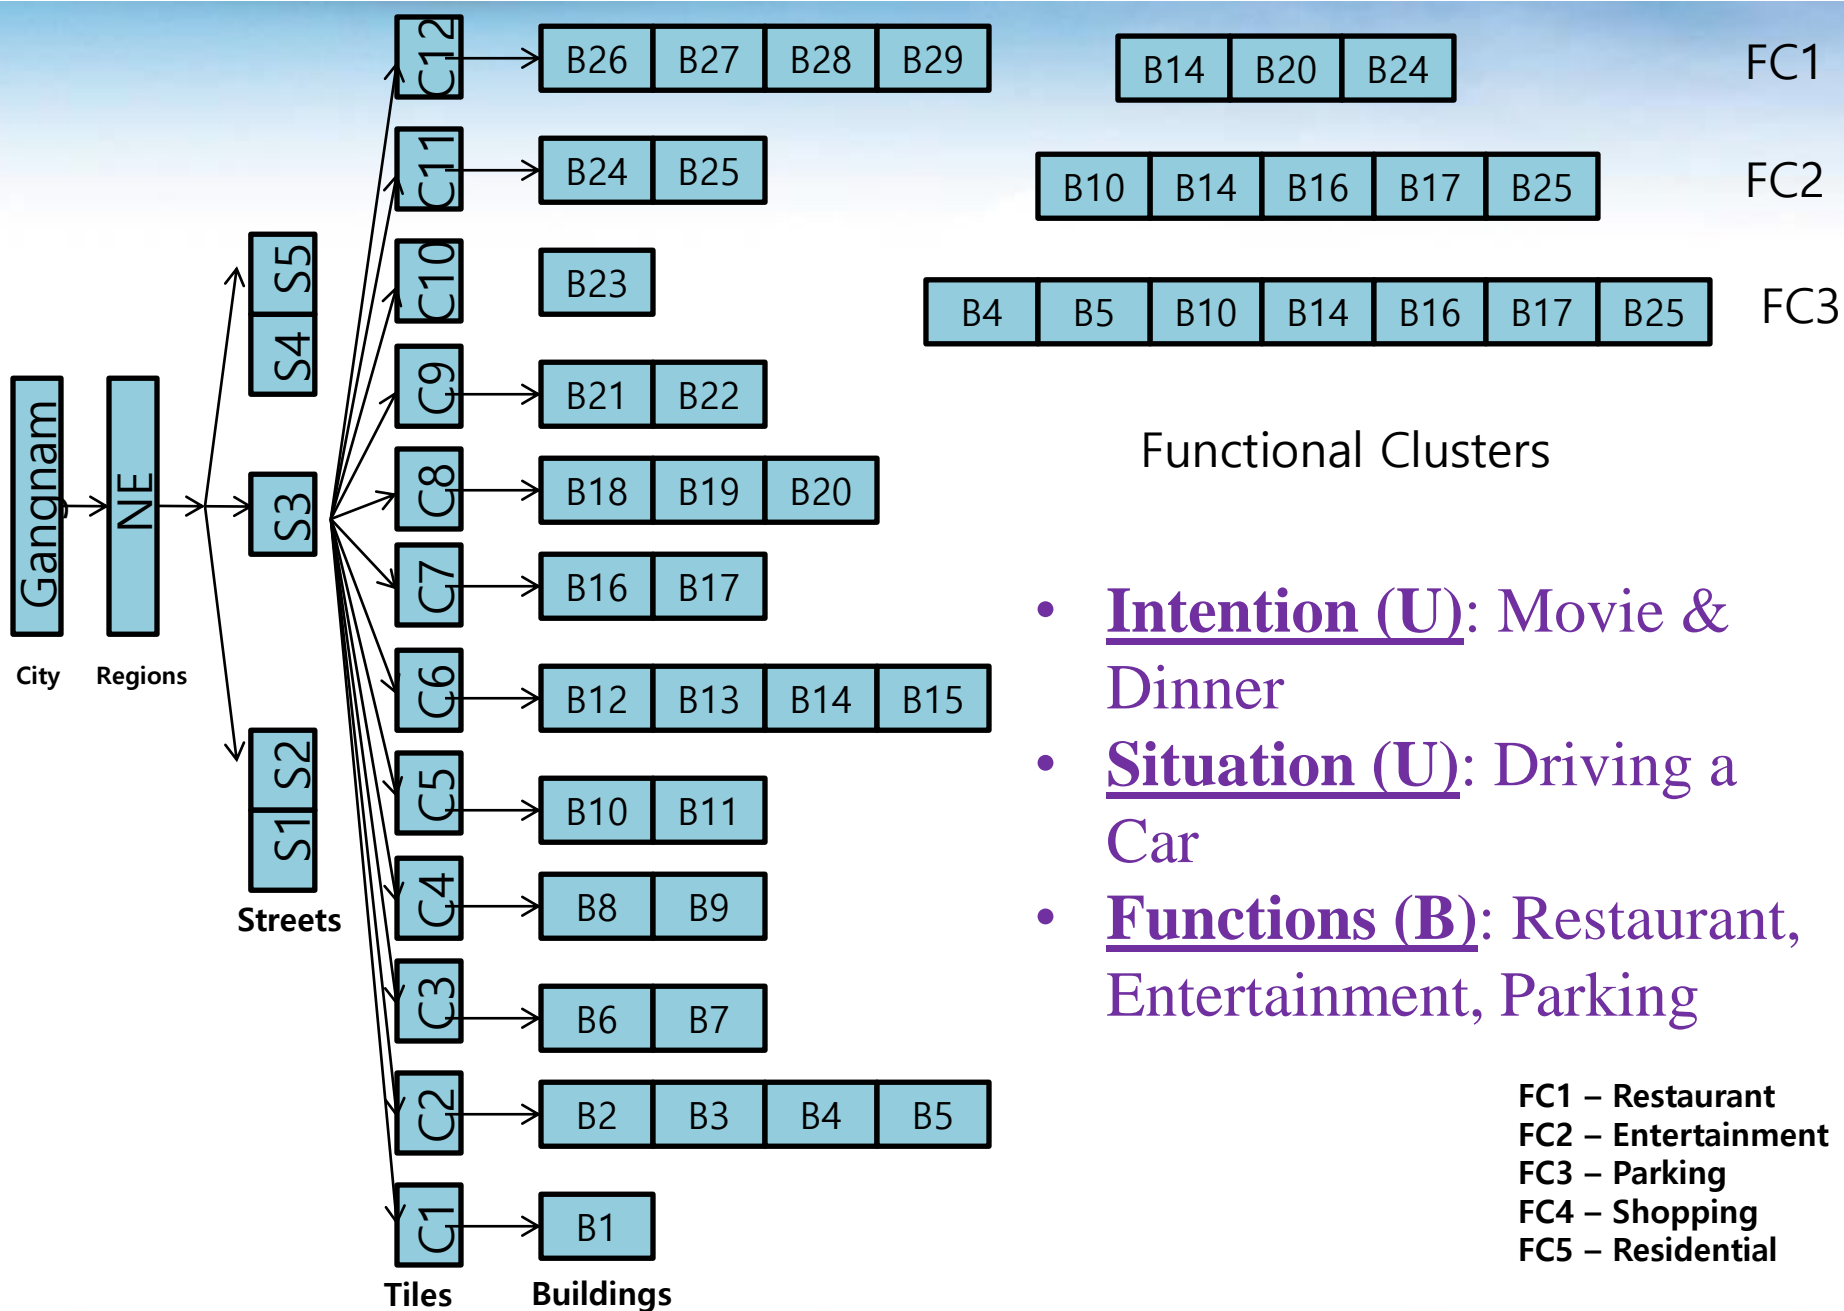 C12
B26 B27 B28 B29
B14 B20 B24
FC1
C11
B24 B25
B10 B14 B16 B17 B25
FC2
S5
S4
C10
B23
B4 B5 B10 B14 B16 B17 B25
FC3
C9
B21 B22
Gangnam
NE
S3
Functional Clusters
C8
B18 B19 B20
C7
B16 B17
• Intention (U): Movie &
Dinner
City
Regions
C6
B12 B13 B14 B15
S2
S1
• Situation (U): Driving a
Car
C5
B10 B11
C4
B8 B9
Streets
• Functions (B): Restaurant,
Entertainment, Parking
C3
B6 B7
C2
B2 B3 B4 B5
FC1 – Restaurant
FC2 – Entertainment
FC3 – Parking
FC4 – Shopping
FC5 – Residential
C1
B1
Tiles
Buildings